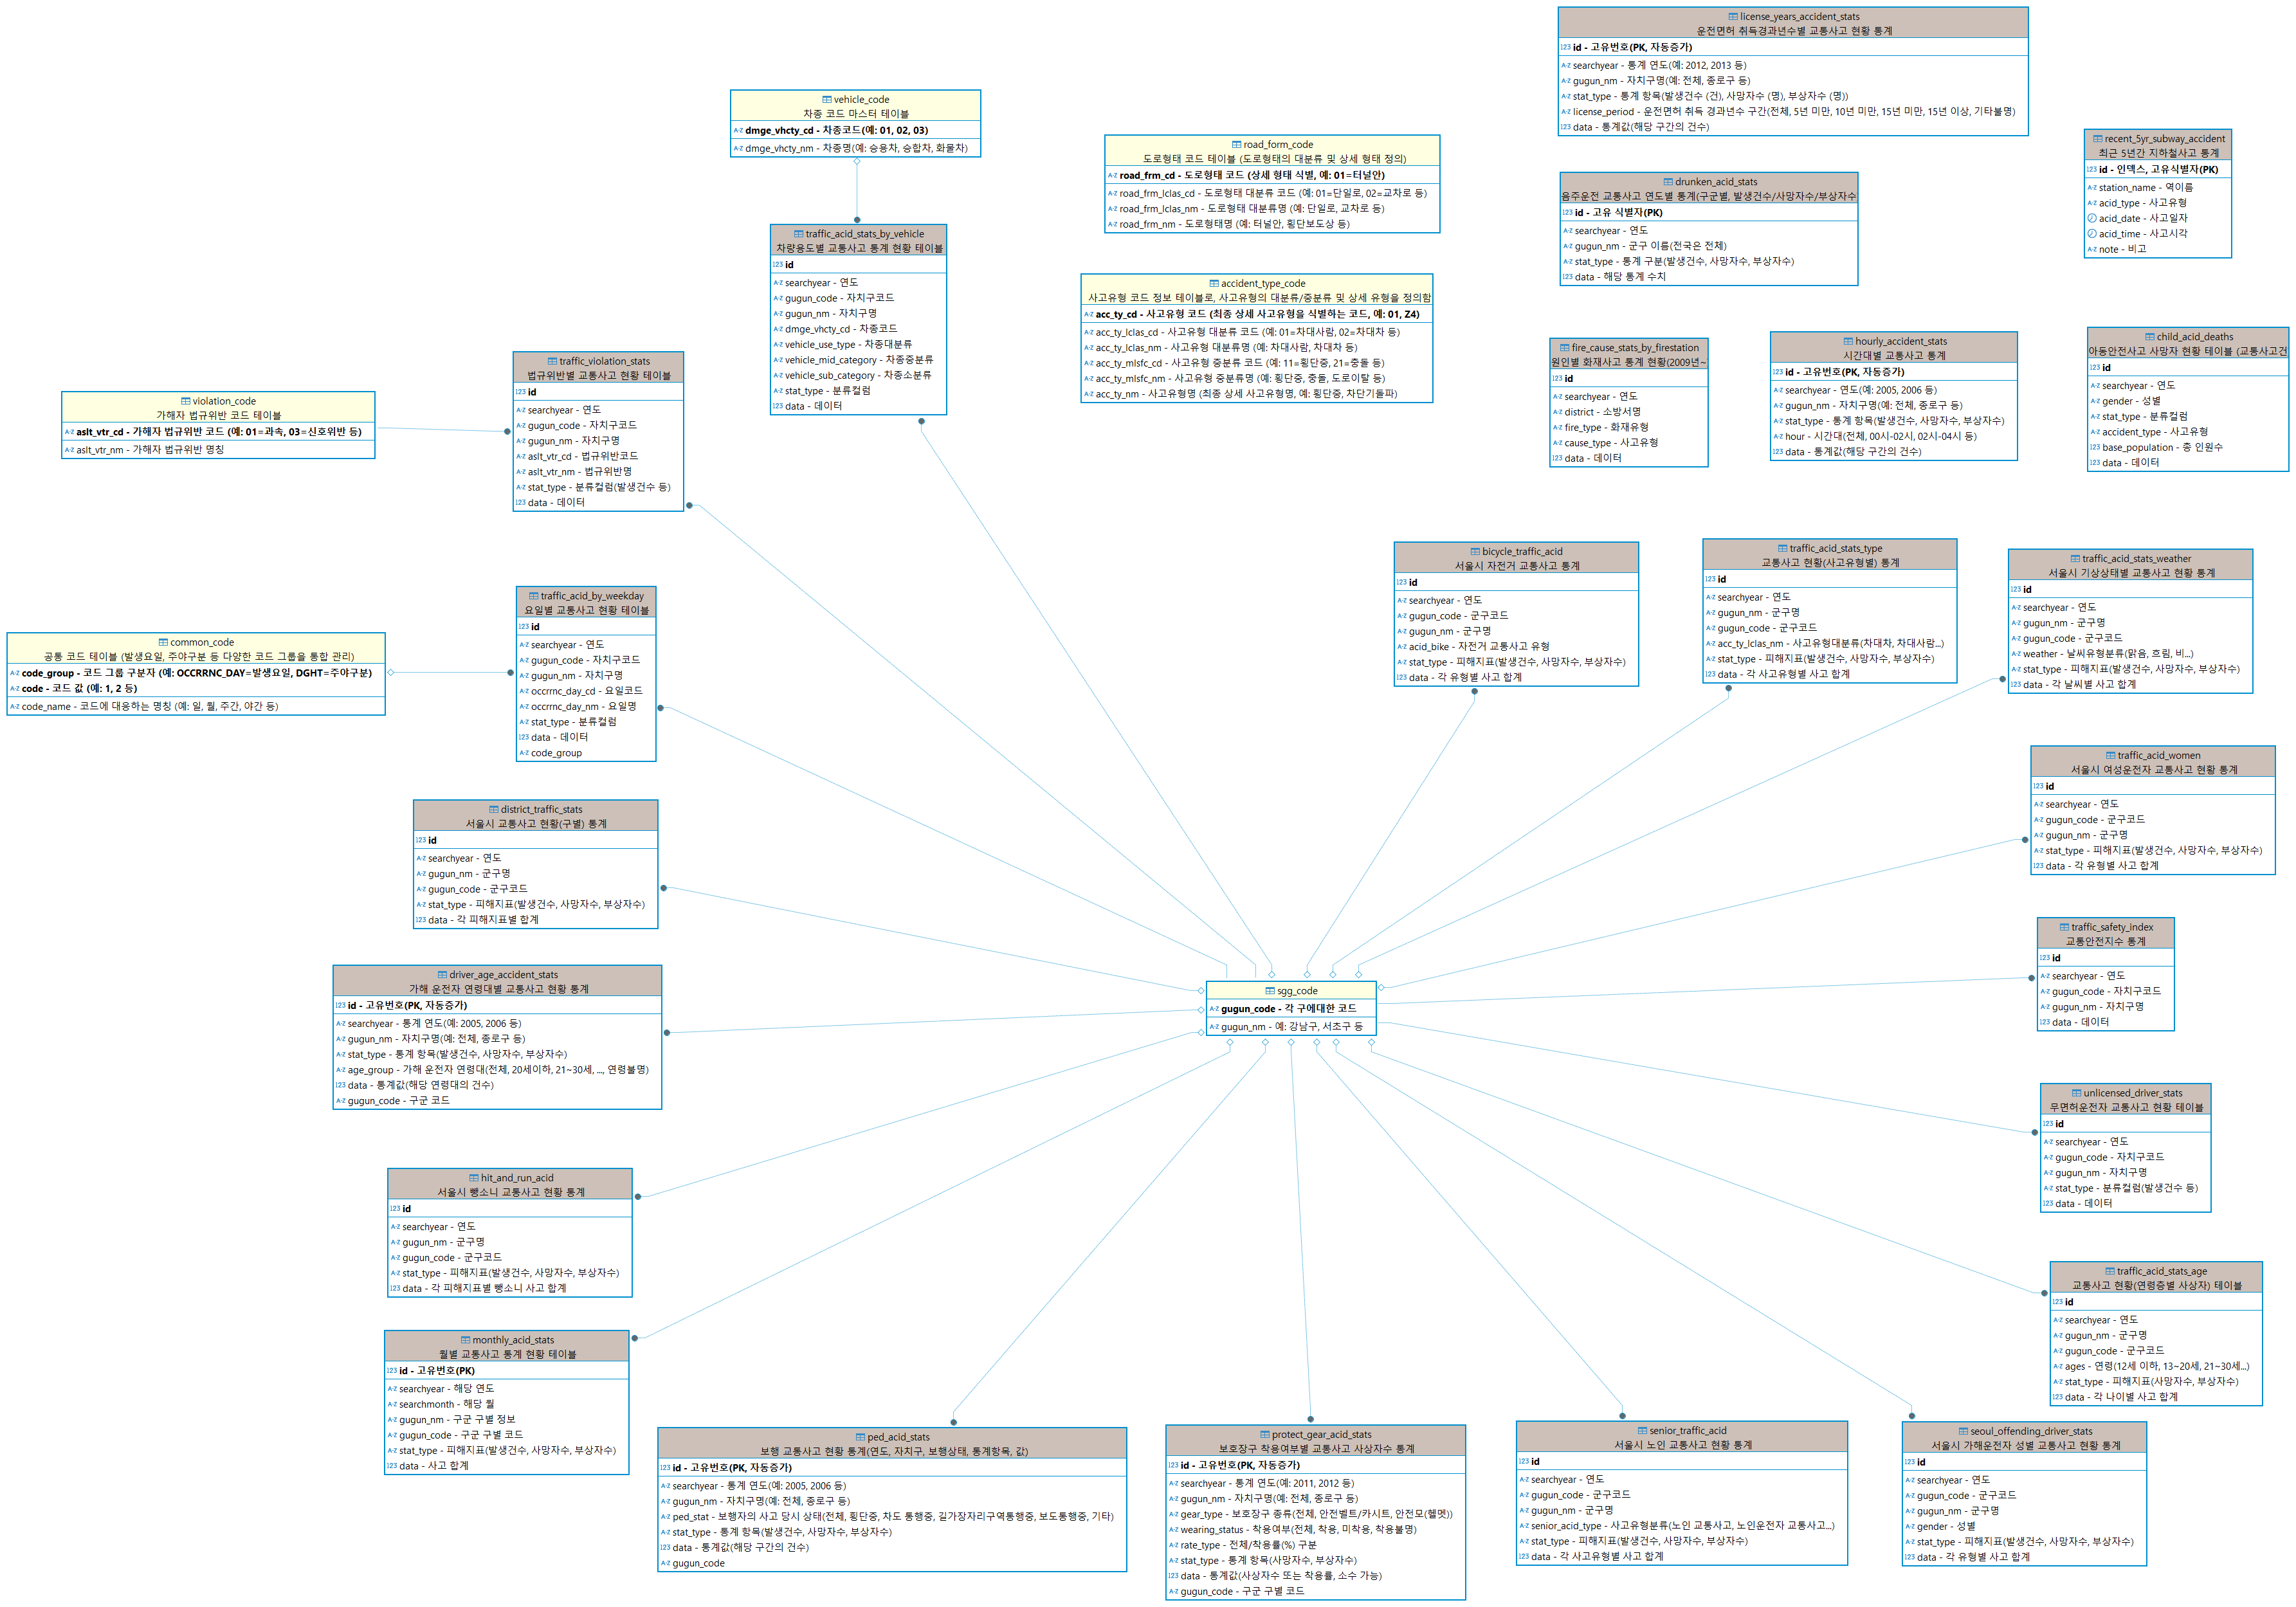 license_years_accident_stats
운전면허 취득경과년수별 교통사고 현황 통계
123 id - 고유번호(PK, 자동증가)
A-Z searchyear - 통계 연도(예: 2012, 2013 등)
A-Z gugun_nm - 자치구명(예: 전체, 종로구 등)
A-Z stat_type - 통계 항목(발생건수 (건), 사망자수 (명), 부상자수 (명))
A-Z license_period - 운전면허 취득 경과년수 구간(전체, 5년 미만, 10년 미만, 15년 미만, 15년 이상, 기타불명)
123 data - 통계값(해당 구간의 건수)
vehicle_code
차종 코드 마스터 테이블
A-Z dmge_vhcty_cd - 차종코드(예: 01, 02, 03)
A-Z dmge_vhcty_nm - 차종명(예: 승용차, 승합차, 화물차)
road_form_code
도로형태 코드 테이블 (도로형태의 대분류 및 상세 형태 정의)
A-Z road_frm_cd - 도로형태 코드 (상세 형태 식별, 예: 01=터널안)
A-Z road_frm_lclas_cd - 도로형태 대분류 코드 (예: 01=단일로, 02=교차로 등)
A-Z road_frm_lclas_nm - 도로형태 대분류명 (예: 단일로, 교차로 등)
A-Z road_frm_nm - 도로형태명 (예: 터널안, 횡단보도상 등)
recent_5yr_subway_accident
최근 5년간 지하철사고 통계
123 id - 인덱스, 고유식별자(PK)
A-Z station_name - 역이름
A-Z acid_type - 사고유형
acid_date - 사고일자
acid_time - 사고시각
A-Z note - 비고
drunken_acid_stats
음주운전 교통사고 연도별 통계(구군별, 발생건수/사망자수/부상자수
123 id - 고유 식별자(PK)
A-Z searchyear - 연도
A-Z gugun_nm - 군구 이름(전국은 전체)
A-Z stat_type - 통계 구분(발생건수, 사망자수, 부상자수)
123 data - 해당 통계 수치
traffic_acid_stats_by_vehicle
차량용도별 교통사고 통계 현황 테이블
123 id
A-Z searchyear - 연도
A-Z gugun_code - 자치구코드
A-Z gugun_nm - 자치구명
A-Z dmge_vhcty_cd - 차종코드
A-Z vehicle_use_type - 차종대분류
A-Z vehicle_mid_category - 차종중분류
A-Z vehicle_sub_category - 차종소분류
A-Z stat_type - 분류컬럼
123 data - 데이터
accident_type_code
사고유형 코드 정보 테이블로, 사고유형의 대분류/중분류 및 상세 유형을 정의함
A-Z acc_ty_cd - 사고유형 코드 (최종 상세 사고유형을 식별하는 코드, 예: 01, Z4)
A-Z acc_ty_lclas_cd - 사고유형 대분류 코드 (예: 01=차대사람, 02=차대차 등)
A-Z acc_ty_lclas_nm - 사고유형 대분류명 (예: 차대사람, 차대차 등)
A-Z acc_ty_mlsfc_cd - 사고유형 중분류 코드 (예: 11=횡단중, 21=충돌 등)
A-Z acc_ty_mlsfc_nm - 사고유형 중분류명 (예: 횡단중, 충돌, 도로이탈 등)
A-Z acc_ty_nm - 사고유형명 (최종 상세 사고유형명, 예: 횡단중, 차단기돌파)
fire_cause_stats_by_firestation
원인별 화재사고 통계 현황(2009년~
123 id
A-Z searchyear - 연도
A-Z district - 소방서명
A-Z fire_type - 화재유형
A-Z cause_type - 사고유형
123 data - 데이터
hourly_accident_stats
시간대별 교통사고 통계
123 id - 고유번호(PK, 자동증가)
A-Z searchyear - 연도(예: 2005, 2006 등)
A-Z gugun_nm - 자치구명(예: 전체, 종로구 등)
A-Z stat_type - 통계 항목(발생건수, 사망자수, 부상자수)
A-Z hour - 시간대(전체, 00시-02시, 02시-04시 등)
123 data - 통계값(해당 구간의 건수)
child_acid_deaths
아동안전사고 사망자 현황 테이블 (교통사고건
123 id
A-Z searchyear - 연도
A-Z gender - 성별
A-Z stat_type - 분류컬럼
A-Z accident_type - 사고유형
123 base_population - 총 인원수
123 data - 데이터
traffic_violation_stats
법규위반별 교통사고 현황 테이블
123 id
A-Z searchyear - 연도
A-Z gugun_code - 자치구코드
A-Z gugun_nm - 자치구명
A-Z aslt_vtr_cd - 법규위반코드
A-Z aslt_vtr_nm - 법규위반명
A-Z stat_type - 분류컬럼(발생건수 등)
123 data - 데이터
violation_code
가해자 법규위반 코드 테이블
A-Z aslt_vtr_cd - 가해자 법규위반 코드 (예: 01=과속, 03=신호위반 등)
A-Z aslt_vtr_nm - 가해자 법규위반 명칭
bicycle_traffic_acid
서울시 자전거 교통사고 통계
123 id
A-Z searchyear - 연도
A-Z gugun_code - 군구코드
A-Z gugun_nm - 군구명
A-Z acid_bike - 자전거 교통사고 유형
A-Z stat_type - 피해지표(발생건수, 사망자수, 부상자수)
123 data - 각 유형별 사고 합계
traffic_acid_stats_type
교통사고 현황(사고유형별) 통계
123 id
A-Z searchyear - 연도
A-Z gugun_nm - 군구명
A-Z gugun_code - 군구코드
A-Z acc_ty_lclas_nm - 사고유형대분류(차대차, 차대사람...)
A-Z stat_type - 피해지표(발생건수, 사망자수, 부상자수)
123 data - 각 사고유형별 사고 합계
traffic_acid_stats_weather
서울시 기상상태별 교통사고 현황 통계
123 id
A-Z searchyear - 연도
A-Z gugun_nm - 군구명
A-Z gugun_code - 군구코드
A-Z weather - 날씨유형분류(맑음, 흐림, 비...)
A-Z stat_type - 피해지표(발생건수, 사망자수, 부상자수)
123 data - 각 날씨별 사고 합계
traffic_acid_by_weekday
요일별 교통사고 현황 테이블
123 id
A-Z searchyear - 연도
A-Z gugun_code - 자치구코드
A-Z gugun_nm - 자치구명
A-Z occrrnc_day_cd - 요일코드
A-Z occrrnc_day_nm - 요일명
A-Z stat_type - 분류컬럼
123 data - 데이터
A-Z code_group
common_code
공통 코드 테이블 (발생요일, 주야구분 등 다양한 코드 그룹을 통합 관리)
A-Z code_group - 코드 그룹 구분자 (예: OCCRRNC_DAY=발생요일, DGHT=주야구분)
A-Z code - 코드 값 (예: 1, 2 등)
A-Z code_name - 코드에 대응하는 명칭 (예: 일, 월, 주간, 야간 등)
traffic_acid_women
서울시 여성운전자 교통사고 현황 통계
123 id
A-Z searchyear - 연도
A-Z gugun_code - 군구코드
A-Z gugun_nm - 군구명
A-Z stat_type - 피해지표(발생건수, 사망자수, 부상자수)
123 data - 각 유형별 사고 합계
district_traffic_stats
서울시 교통사고 현황(구별) 통계
123 id
A-Z searchyear - 연도
A-Z gugun_nm - 군구명
A-Z gugun_code - 군구코드
A-Z stat_type - 피해지표(발생건수, 사망자수, 부상자수)
123 data - 각 피해지표별 합계
traffic_safety_index
교통안전지수 통계
123 id
A-Z searchyear - 연도
A-Z gugun_code - 자치구코드
A-Z gugun_nm - 자치구명
123 data - 데이터
driver_age_accident_stats
가해 운전자 연령대별 교통사고 현황 통계
123 id - 고유번호(PK, 자동증가)
A-Z searchyear - 통계 연도(예: 2005, 2006 등)
A-Z gugun_nm - 자치구명(예: 전체, 종로구 등)
A-Z stat_type - 통계 항목(발생건수, 사망자수, 부상자수)
A-Z age_group - 가해 운전자 연령대(전체, 20세이하, 21~30세, ..., 연령불명)
123 data - 통계값(해당 연령대의 건수)
A-Z gugun_code - 구군 코드
sgg_code
A-Z gugun_code - 각 구에대한 코드
A-Z gugun_nm - 예: 강남구, 서초구 등
unlicensed_driver_stats
무면허운전자 교통사고 현황 테이블
123 id
A-Z searchyear - 연도
A-Z gugun_code - 자치구코드
A-Z gugun_nm - 자치구명
A-Z stat_type - 분류컬럼(발생건수 등)
123 data - 데이터
hit_and_run_acid
서울시 뺑소니 교통사고 현황 통계
123 id
A-Z searchyear - 연도
A-Z gugun_nm - 군구명
A-Z gugun_code - 군구코드
A-Z stat_type - 피해지표(발생건수, 사망자수, 부상자수)
123 data - 각 피해지표별 뺑소니 사고 합계
traffic_acid_stats_age
교통사고 현황(연령층별 사상자) 테이블
123 id
A-Z searchyear - 연도
A-Z gugun_nm - 군구명
A-Z gugun_code - 군구코드
A-Z ages - 연령(12세 이하, 13~20세, 21~30세...)
A-Z stat_type - 피해지표(사망자수, 부상자수)
123 data - 각 나이별 사고 합계
monthly_acid_stats
월별 교통사고 통계 현황 테이블
123 id - 고유번호(PK)
A-Z searchyear - 해당 연도
A-Z searchmonth - 해당 월
A-Z gugun_nm - 구군 구별 정보
A-Z gugun_code - 구군 구별 코드
A-Z stat_type - 피해지표(발생건수, 사망자수, 부상자수)
123 data - 사고 합계
ped_acid_stats
보행 교통사고 현황 통계(연도, 자치구, 보행상태, 통계항목, 값)
123 id - 고유번호(PK, 자동증가)
A-Z searchyear - 통계 연도(예: 2005, 2006 등)
A-Z gugun_nm - 자치구명(예: 전체, 종로구 등)
A-Z ped_stat - 보행자의 사고 당시 상태(전체, 횡단중, 차도 통행중, 길가장자리구역통행중, 보도통행중, 기타)
A-Z stat_type - 통계 항목(발생건수, 사망자수, 부상자수)
123 data - 통계값(해당 구간의 건수)
A-Z gugun_code
protect_gear_acid_stats
보호장구 착용여부별 교통사고 사상자수 통계
123 id - 고유번호(PK, 자동증가)
A-Z searchyear - 통계 연도(예: 2011, 2012 등)
A-Z gugun_nm - 자치구명(예: 전체, 종로구 등)
A-Z gear_type - 보호장구 종류(전체, 안전벨트/카시트, 안전모(헬멧))
A-Z wearing_status - 착용여부(전체, 착용, 미착용, 착용불명)
A-Z rate_type - 전체/착용률(%) 구분
A-Z stat_type - 통계 항목(사망자수, 부상자수)
123 data - 통계값(사상자수 또는 착용률, 소수 가능)
A-Z gugun_code - 구군 구별 코드
senior_traffic_acid
서울시 노인 교통사고 현황 통계
123 id
A-Z searchyear - 연도
A-Z gugun_code - 군구코드
A-Z gugun_nm - 군구명
A-Z senior_acid_type - 사고유형분류(노인 교통사고, 노인운전자 교통사고...)
A-Z stat_type - 피해지표(발생건수, 사망자수, 부상자수)
123 data - 각 사고유형별 사고 합계
seoul_offending_driver_stats
서울시 가해운전자 성별 교통사고 현황 통계
123 id
A-Z searchyear - 연도
A-Z gugun_code - 군구코드
A-Z gugun_nm - 군구명
A-Z gender - 성별
A-Z stat_type - 피해지표(발생건수, 사망자수, 부상자수)
123 data - 각 유형별 사고 합계